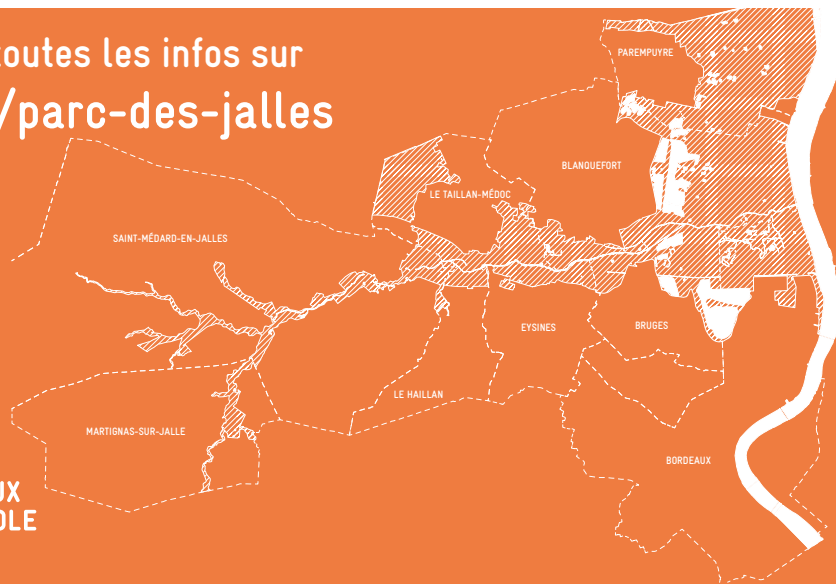 toutes les infos sur
/parc-des-jalles
PAREMPUYRE
BLANQUEFORT
LE TAILLAN-MÉDOC
SAINT-MÉDARD-EN-JALLES
EYSINES
BRUGES
LE HAILLAN
MARTIGNAS-SUR-JALLE
BORDEAUX
UX
OLE